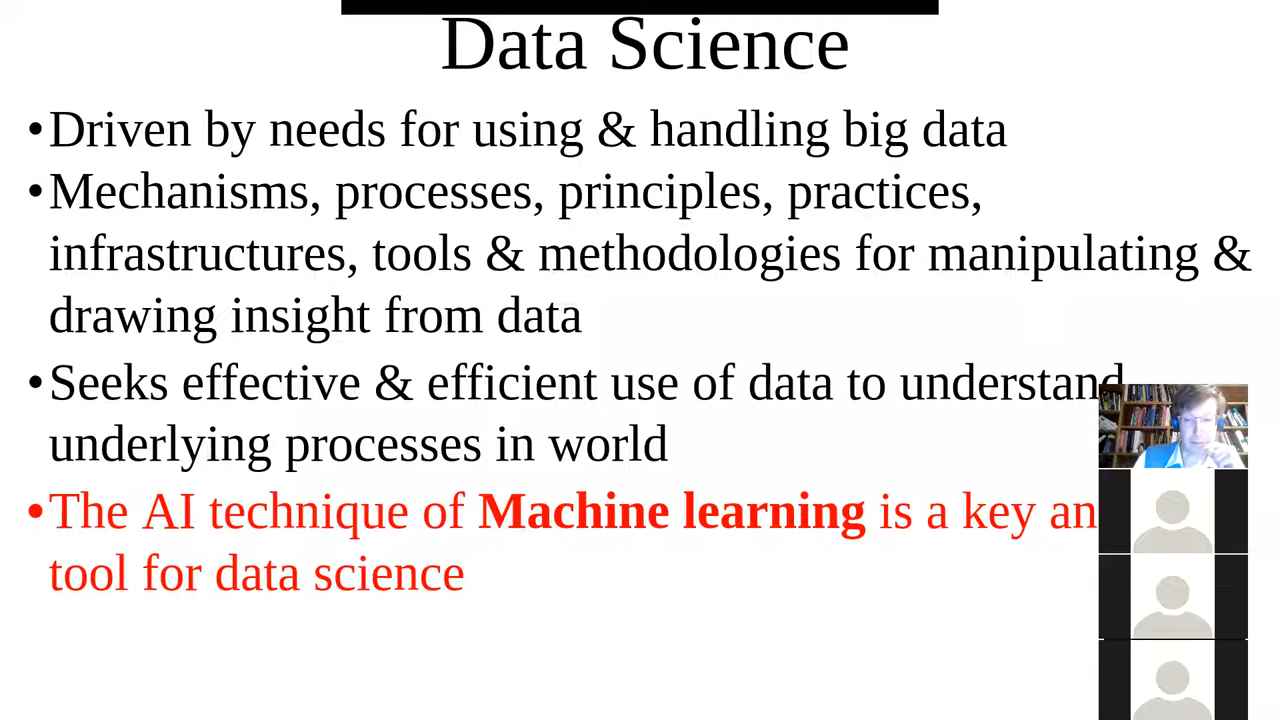 Data Science
•Driven by needs for using & handling big data
•Mechanisms, processes, principles, practices,
infrastructures, tools & methodologies for manipulating &
drawing insight from data
•Seeks effective & efficient use of data to understand
underlying processes in world
•The AI technique of Machine learning is a key
tool for data science